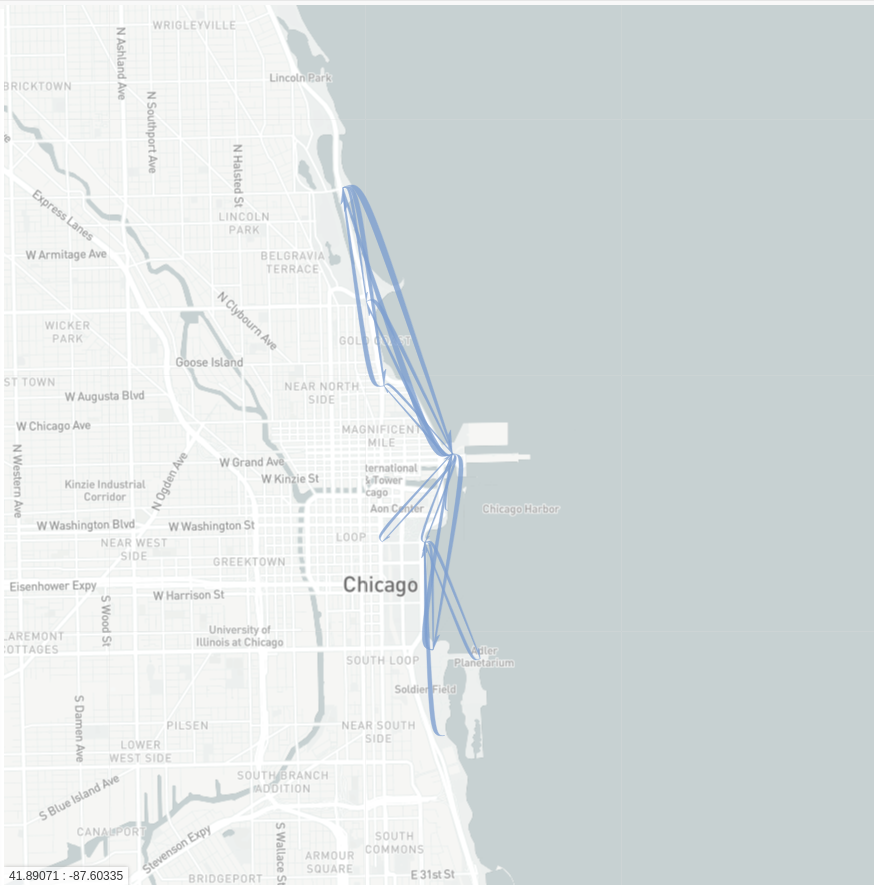 WRIGLEYVILLE
N Ashland Ave
Lincoln Park
BRICKTOWN
N Southport Ave
N Halsted St
Express Lanes
LINCOLN
PARK
W Armitage Ave
BELGRAVIA
TERRACE
N Clybourn Ave
WICKER
PARK
GOLD COAST
Goose Island
ST TOWN
NEAR NORTH
SIDE
W Augusta Blvd
W Chicago Ave
MAGNIFICENT
MILE
N Western Ave
N Ogden Ave
W Grand Ave
ternational
Tower
cago
W Kinzie St
Kinzie Industrial
Corridor
Aon Center
Chicago Harbor
W Washington Blvd
W Washington St
LOOP
NEAR WEST
SIDE
GREEKTOWN
Chicago
Eisenhower Expy
W Harrison St
S Wood St
University of
Illinois at Chicago
LAREMONT
COTTAGES
SOUTH LOOP
Adler
Planetarium
Soldier Field
S Damen Ave
PILSEN
NEAR SOUTH
SIDE
LOWER
WEST SIDE
SOUTH BRANCH
ADDITION
S Blue Island Ave
CANALPORT
Stevenson Expy
S Wallace St
SOUTH
COMMONS
ARMOUR
SQUARE
E 31st St
BRIDGEPORT
41.89071 : -87.60335